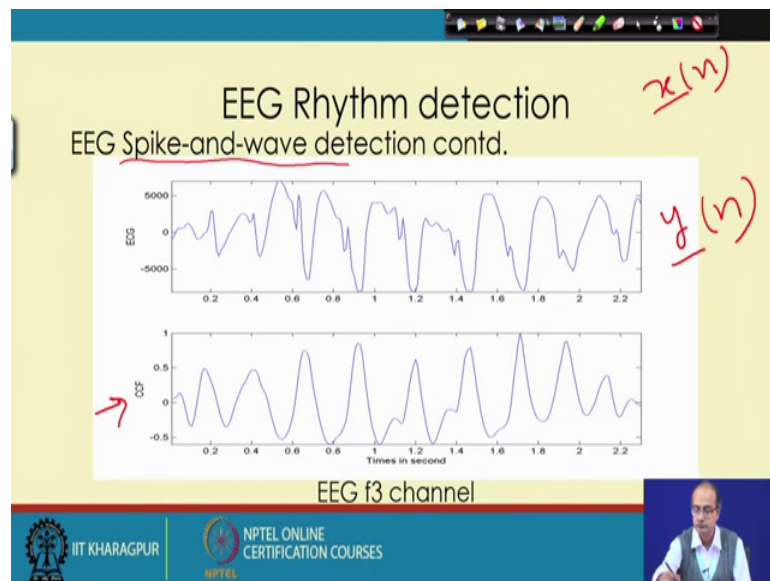 x(n)
EEG Rhythm detection
EEG Spike-and-wave detection contd.
y(n)
5000
0
-5000
ECG
0.2 0.4 0.6 0.8 1 1.2 1.4 1.6 1.8 2 2.2
1
0.5
0
-0.5
CCF
0.2 0.4 0.6 0.8 1 1.2 1.4 1.6 1.8 2 2.2
Times in second
EEG f3 channel
IIT KHARAGPUR
NPTEL
NPTEL ONLINE
CERTIFICATION COURSES